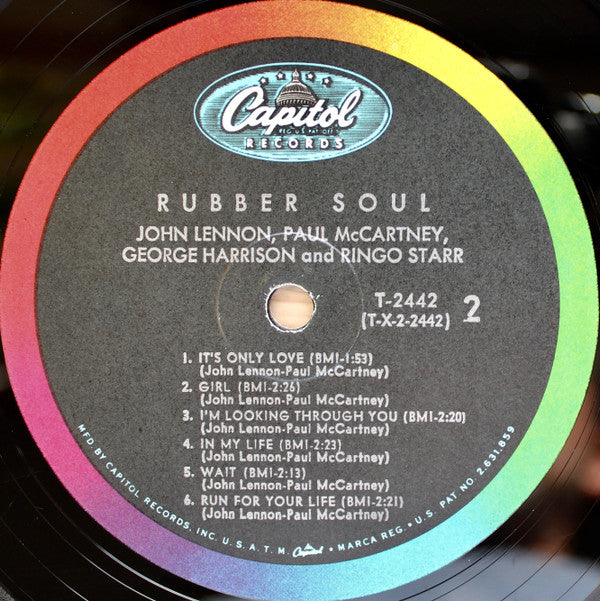 Capitol
REG. U.S. PAT. OFF.
RECORDS
RUBBER SOUL
JOHN LENNON, PAUL McCARTNEY,
GEORGE HARRISON and RINGO STARR
T-2442
(T-X-2-2442)
2
1. IT'S ONLY LOVE (BMI-1:53)
(John Lennon-Paul McCartney)
2. GIRL (BMI-2:26)
(John Lennon-Paul McCartney)
3. I'M LOOKING THROUGH YOU (BMI-2:20)
(John Lennon-Paul McCartney)
4. IN MY LIFE (BMI-2:23)
(John Lennon-Paul McCartney)
5. WAIT (BMI-2:13)
(John Lennon-Paul McCartney)
6. RUN FOR YOUR LIFE (BMI-2:21)
(John Lennon-Paul McCartney)
MFD. BY CAPITOL RECORDS, INC. U.S.A. T.M. Capitol • MARCA REG. • U.S. PAT. NO. 2,631,859